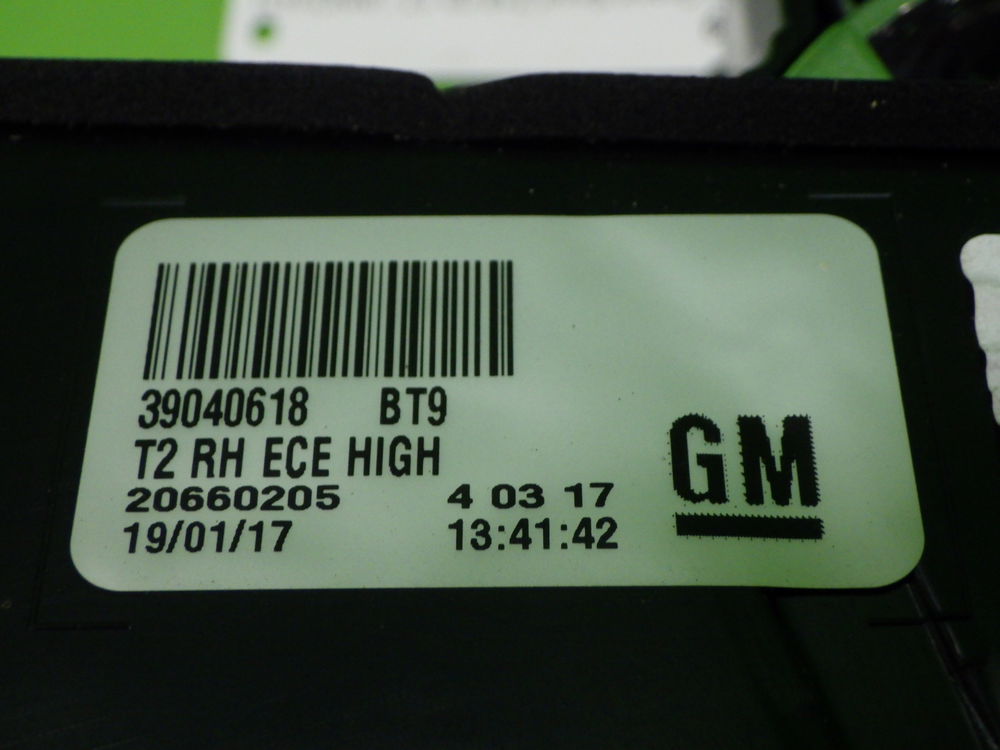 39040618 BT9
T2 RH ECE HIGH
20660205 4 03 17
19/01/17 13:41:42
GM